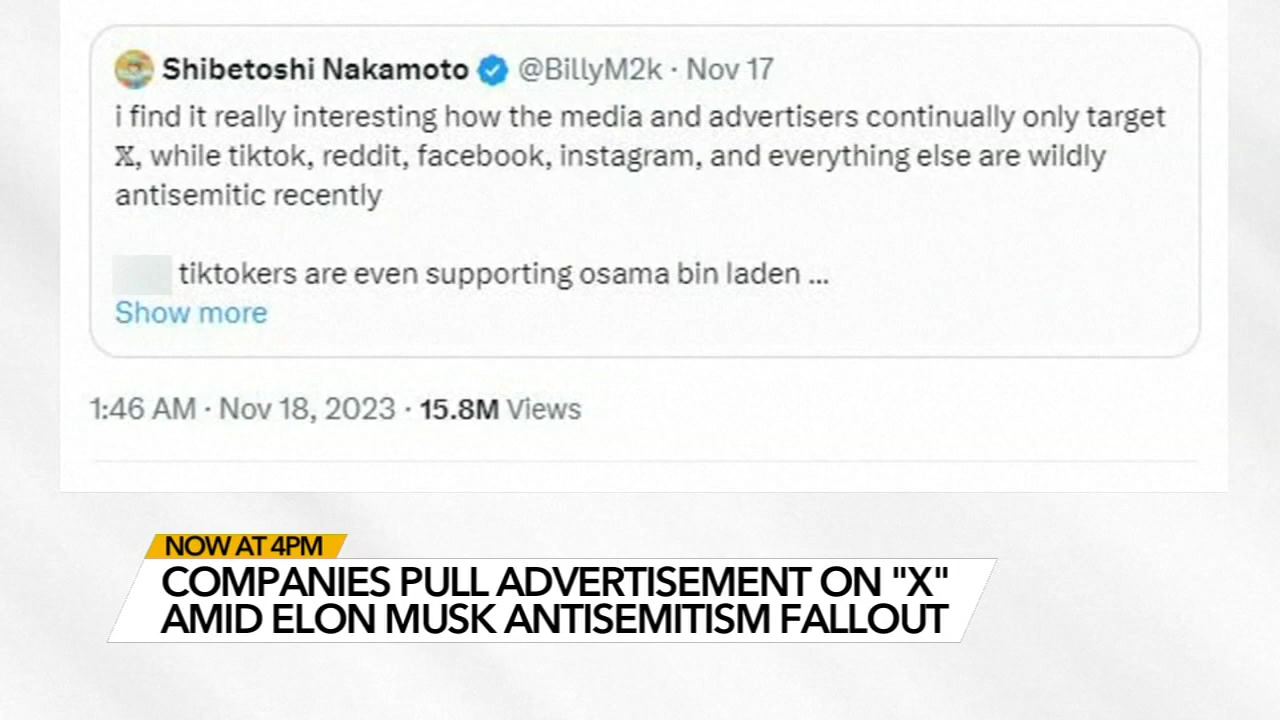 Shibetoshi Nakamoto @BillyM2k · Nov 17
i find it really interesting how the media and advertisers continually only target
𝕏, while tiktok, reddit, facebook, instagram, and everything else are wildly
antisemitic recently
tiktokers are even supporting osama bin laden ...
Show more
1:46 AM · Nov 18, 2023 · 15.8M Views
NOW AT 4PM
COMPANIES PULL ADVERTISEMENT ON "X"
AMID ELON MUSK ANTISEMITISM FALLOUT